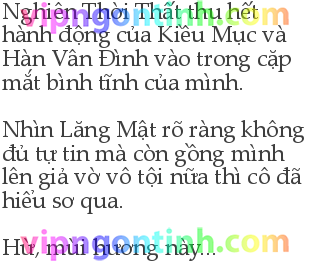 Nghiên Thời Thất thu hết
hành động của Kiều Mục và
Hàn Vân Đình vào trong cặp
mắt bình tĩnh của mình.
Nhìn Lăng Mật rõ ràng không
đủ tự tin mà còn gồng mình
lên giả vờ vô tội nữa thì cô đã
hiểu sơ qua.
Hừ, mùi hương này...
vipngontinh.com
vipngontinh.com